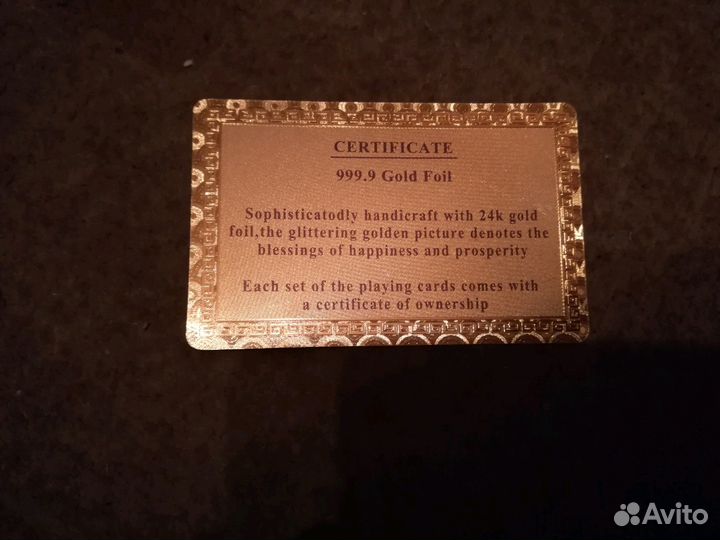 CERTIFICATE
999.9 Gold Foil
Sophisticatodly handicraft with 24k gold
foil,the glittering golden picture denotes the
blessings of happiness and prosperity
Each set of the playing cards comes with
a certificate of ownership
Avito